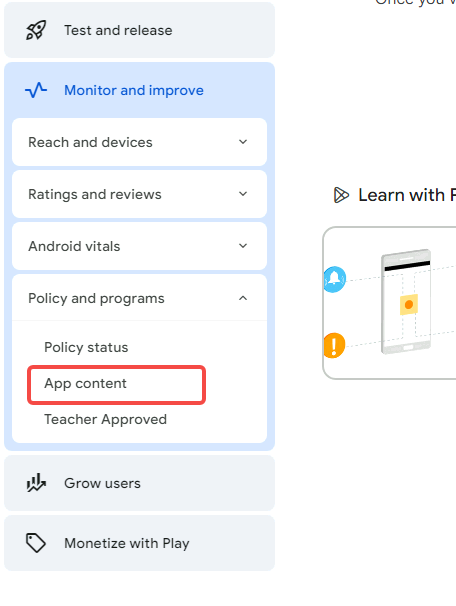 Once you v
Test and release
Monitor and improve
Reach and devices
Ratings and reviews
Android vitals
Policy and programs
Learn with
Policy status
App content
Teacher Approved
Grow users
Monetize with Play